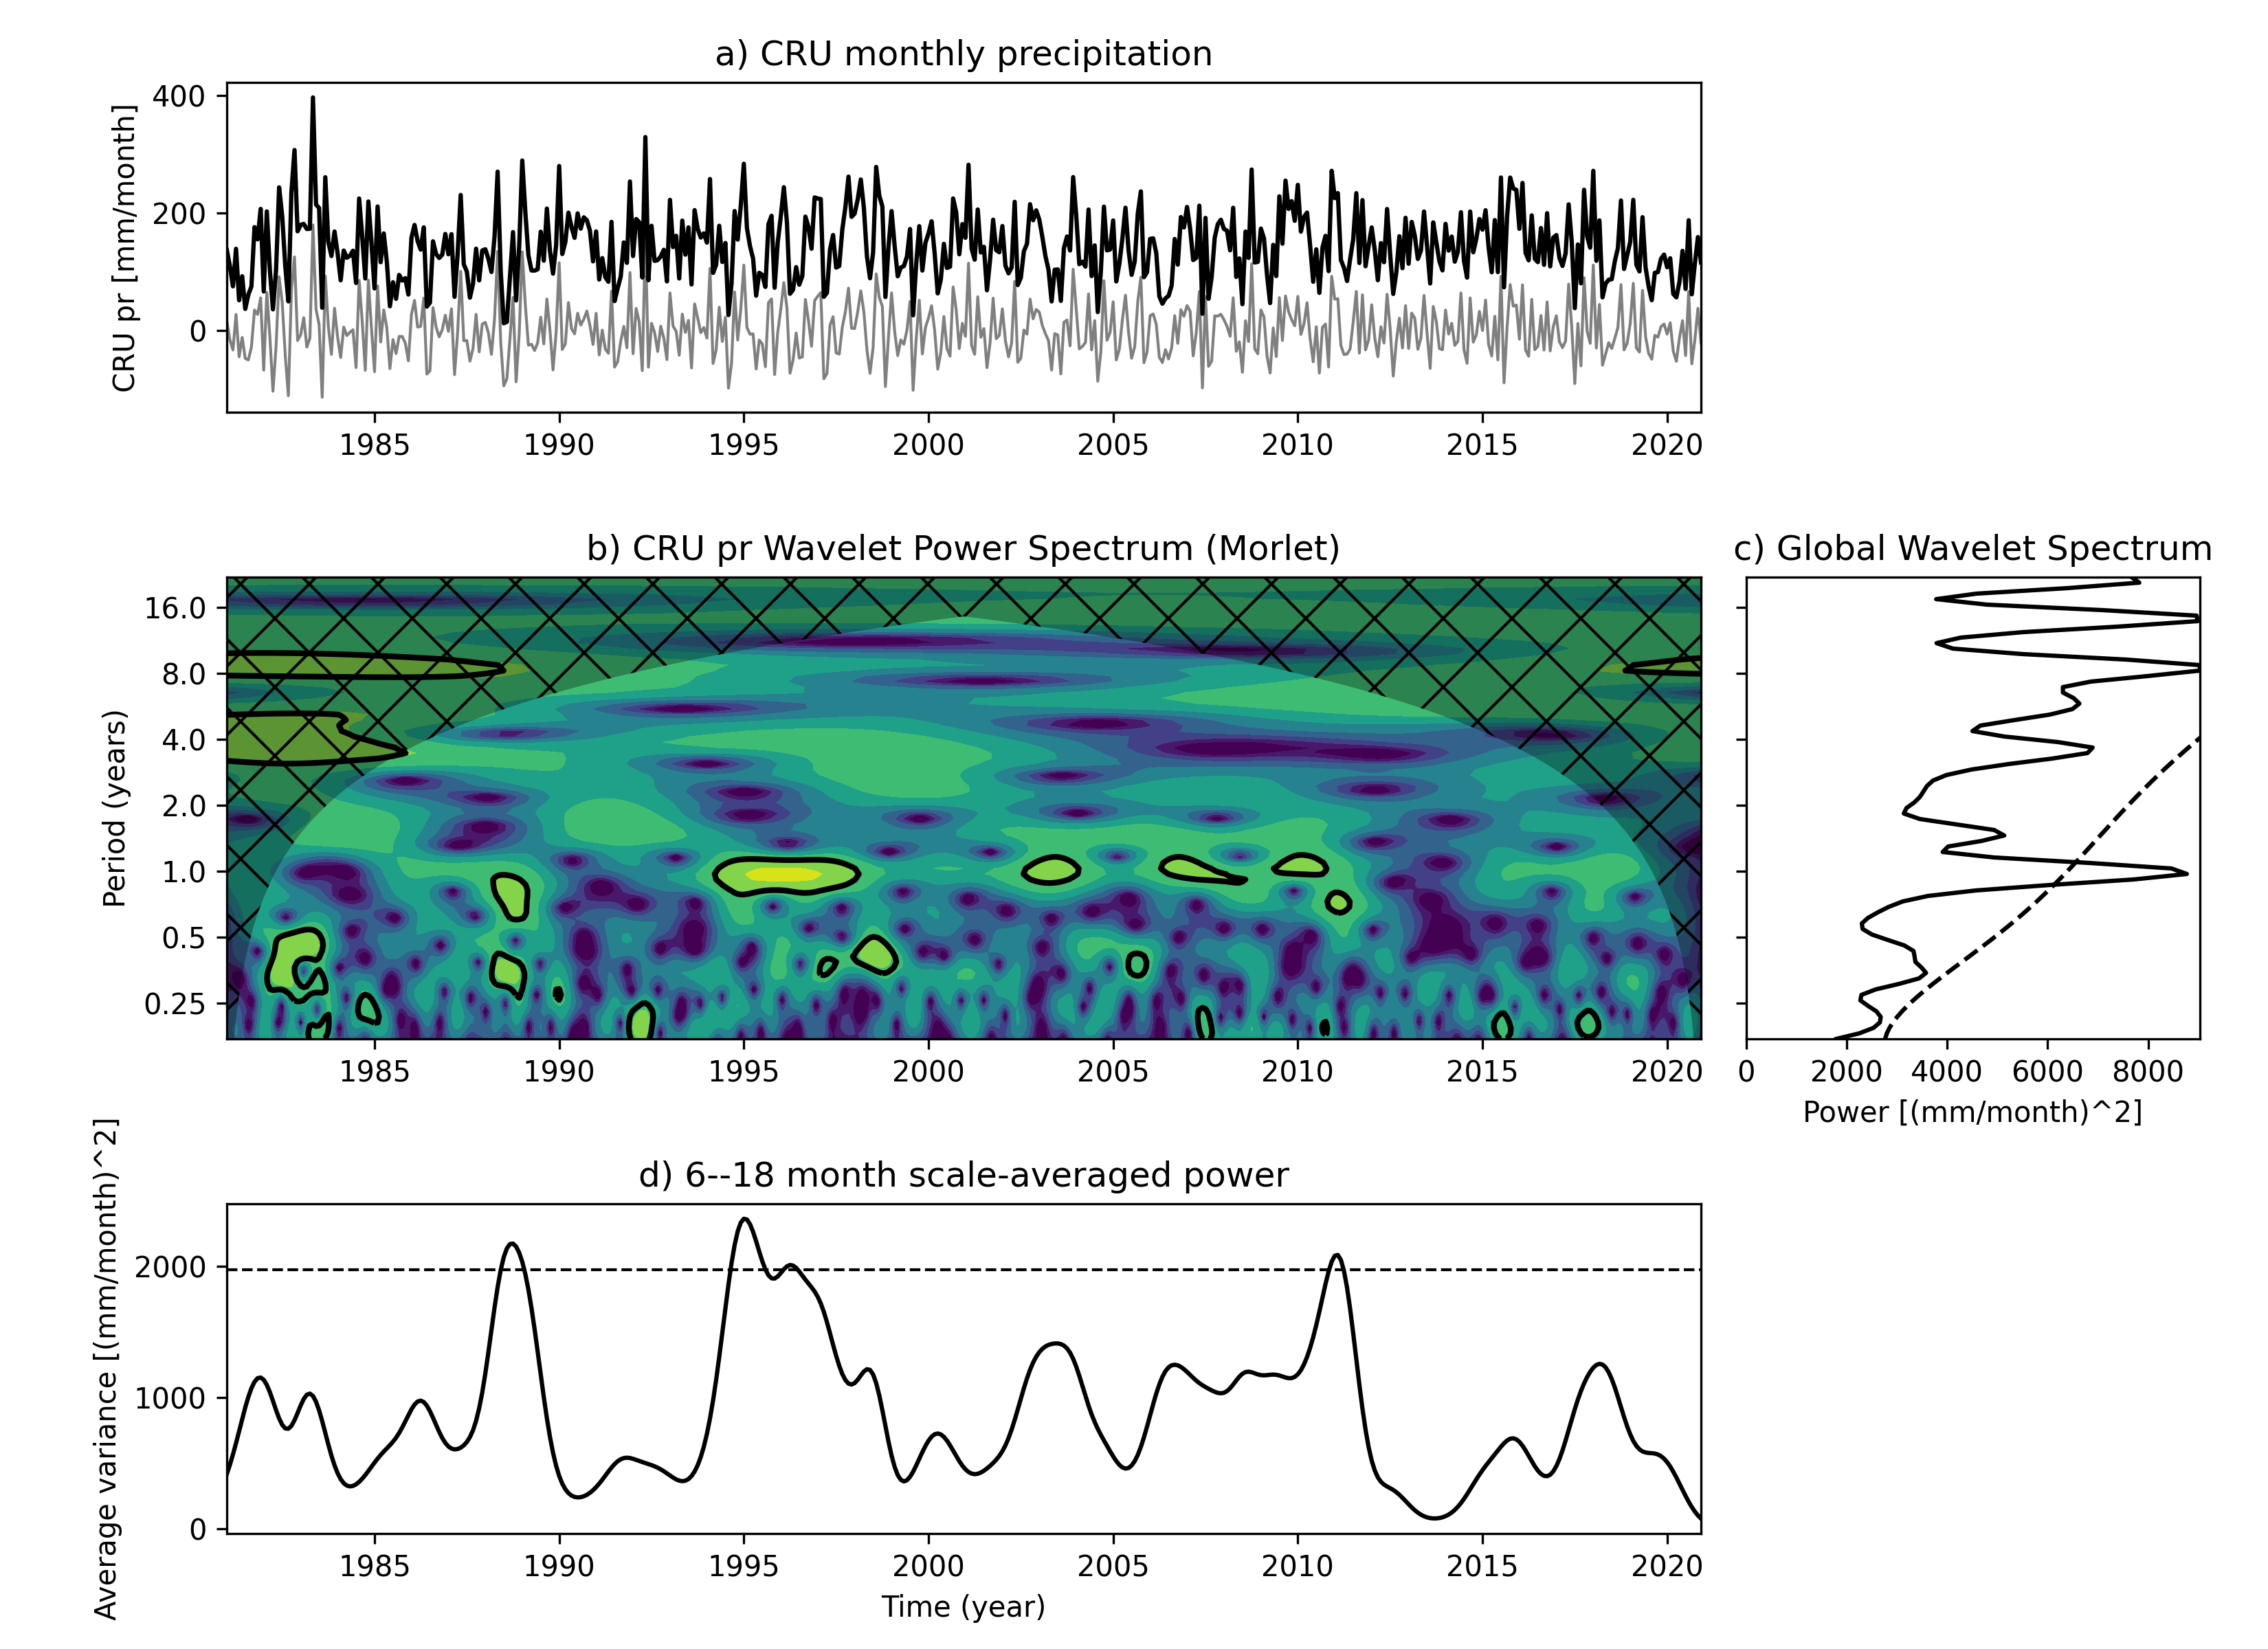 a) CRU monthly precipitation
CRU pr [mm/month]
400
200
0
1985 1990 1995 2000 2005 2010 2015 2020
b) CRU pr Wavelet Power Spectrum (Morlet)
Period (years)
16.0
8.0
4.0
2.0
1.0
0.5
0.25
1985 1990 1995 2000 2005 2010 2015 2020
c) Global Wavelet Spectrum
0 2000 4000 6000 8000
Power [(mm/month)^2]
d) 6--18 month scale-averaged power
Average variance [(mm/month)^2]
2000
1000
0
1985 1990 1995 2000 2005 2010 2015 2020
Time (year)